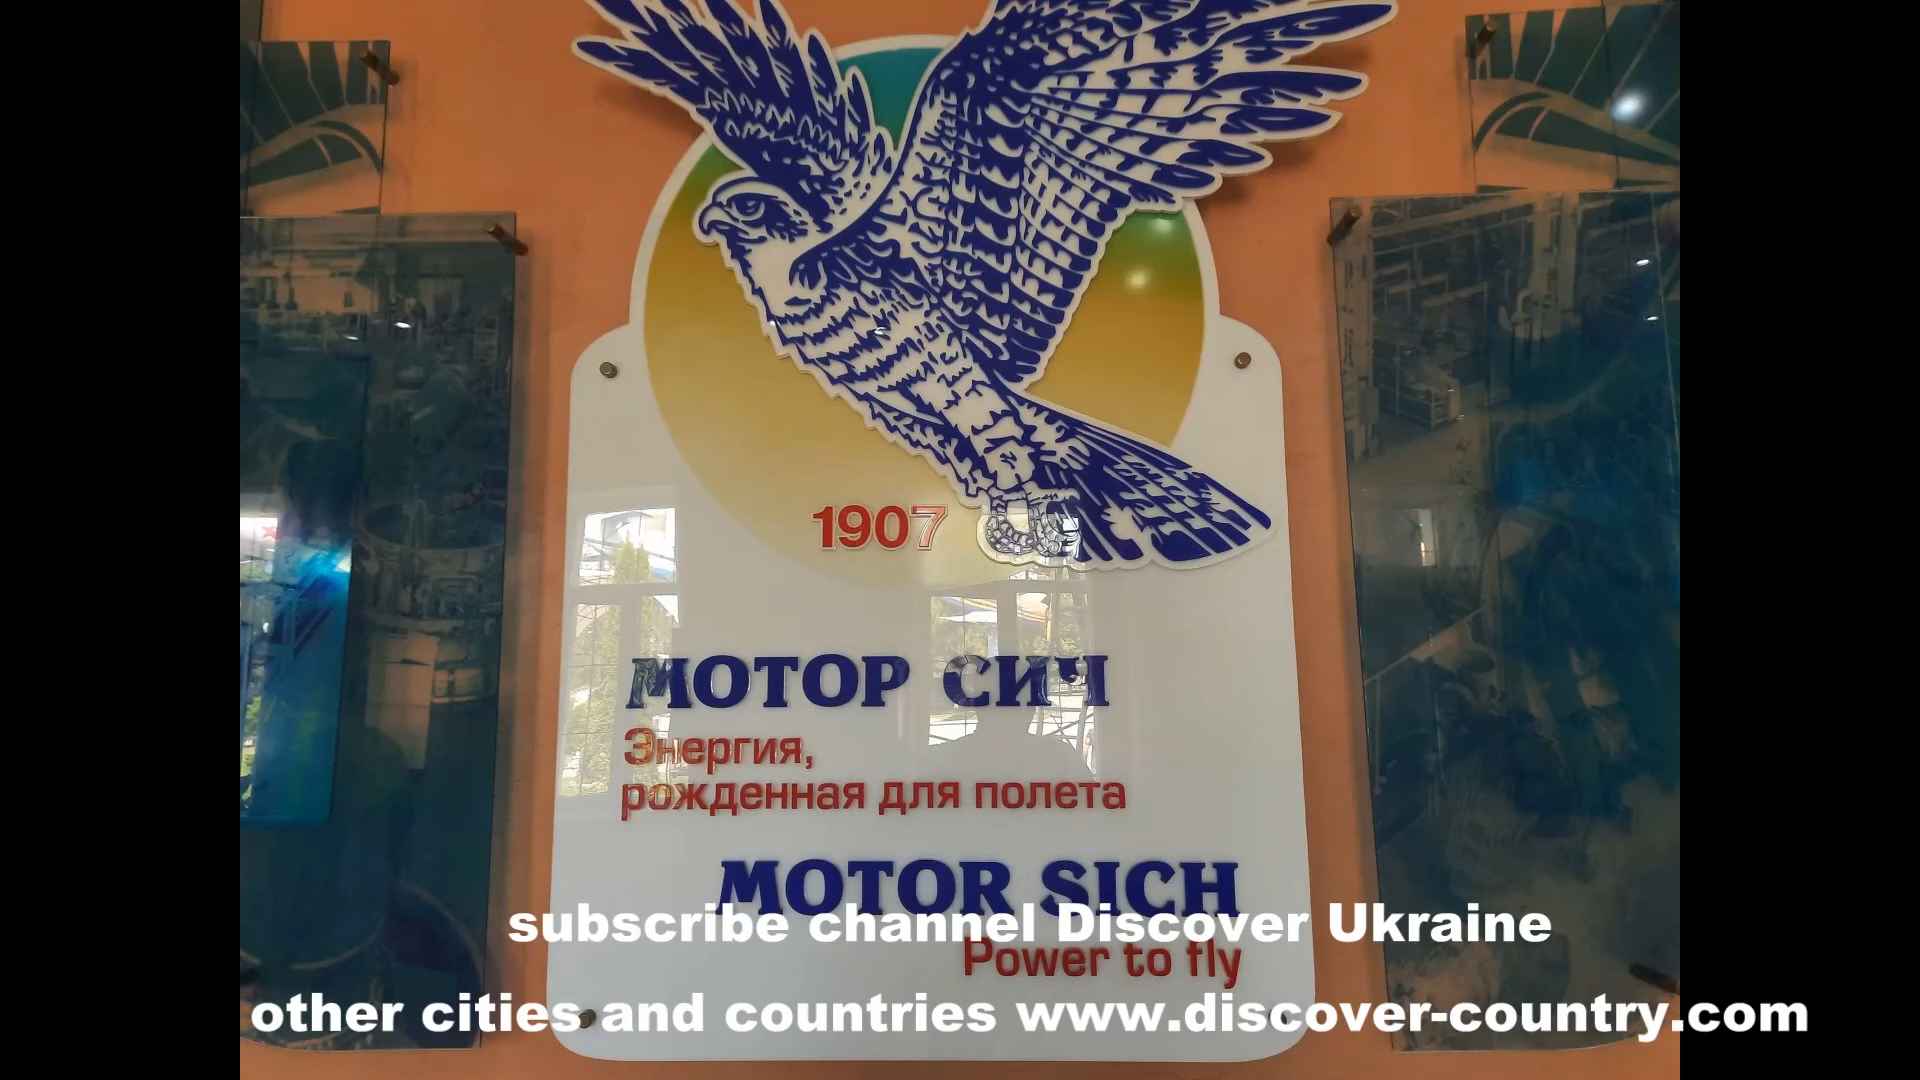 1907
МОТОР СИЧ
Энергия,
рожденная для полета
MOTOR SICH
subscribe channel Discover Ukraine
Power to fly
other cities and countries www.discover-country.com